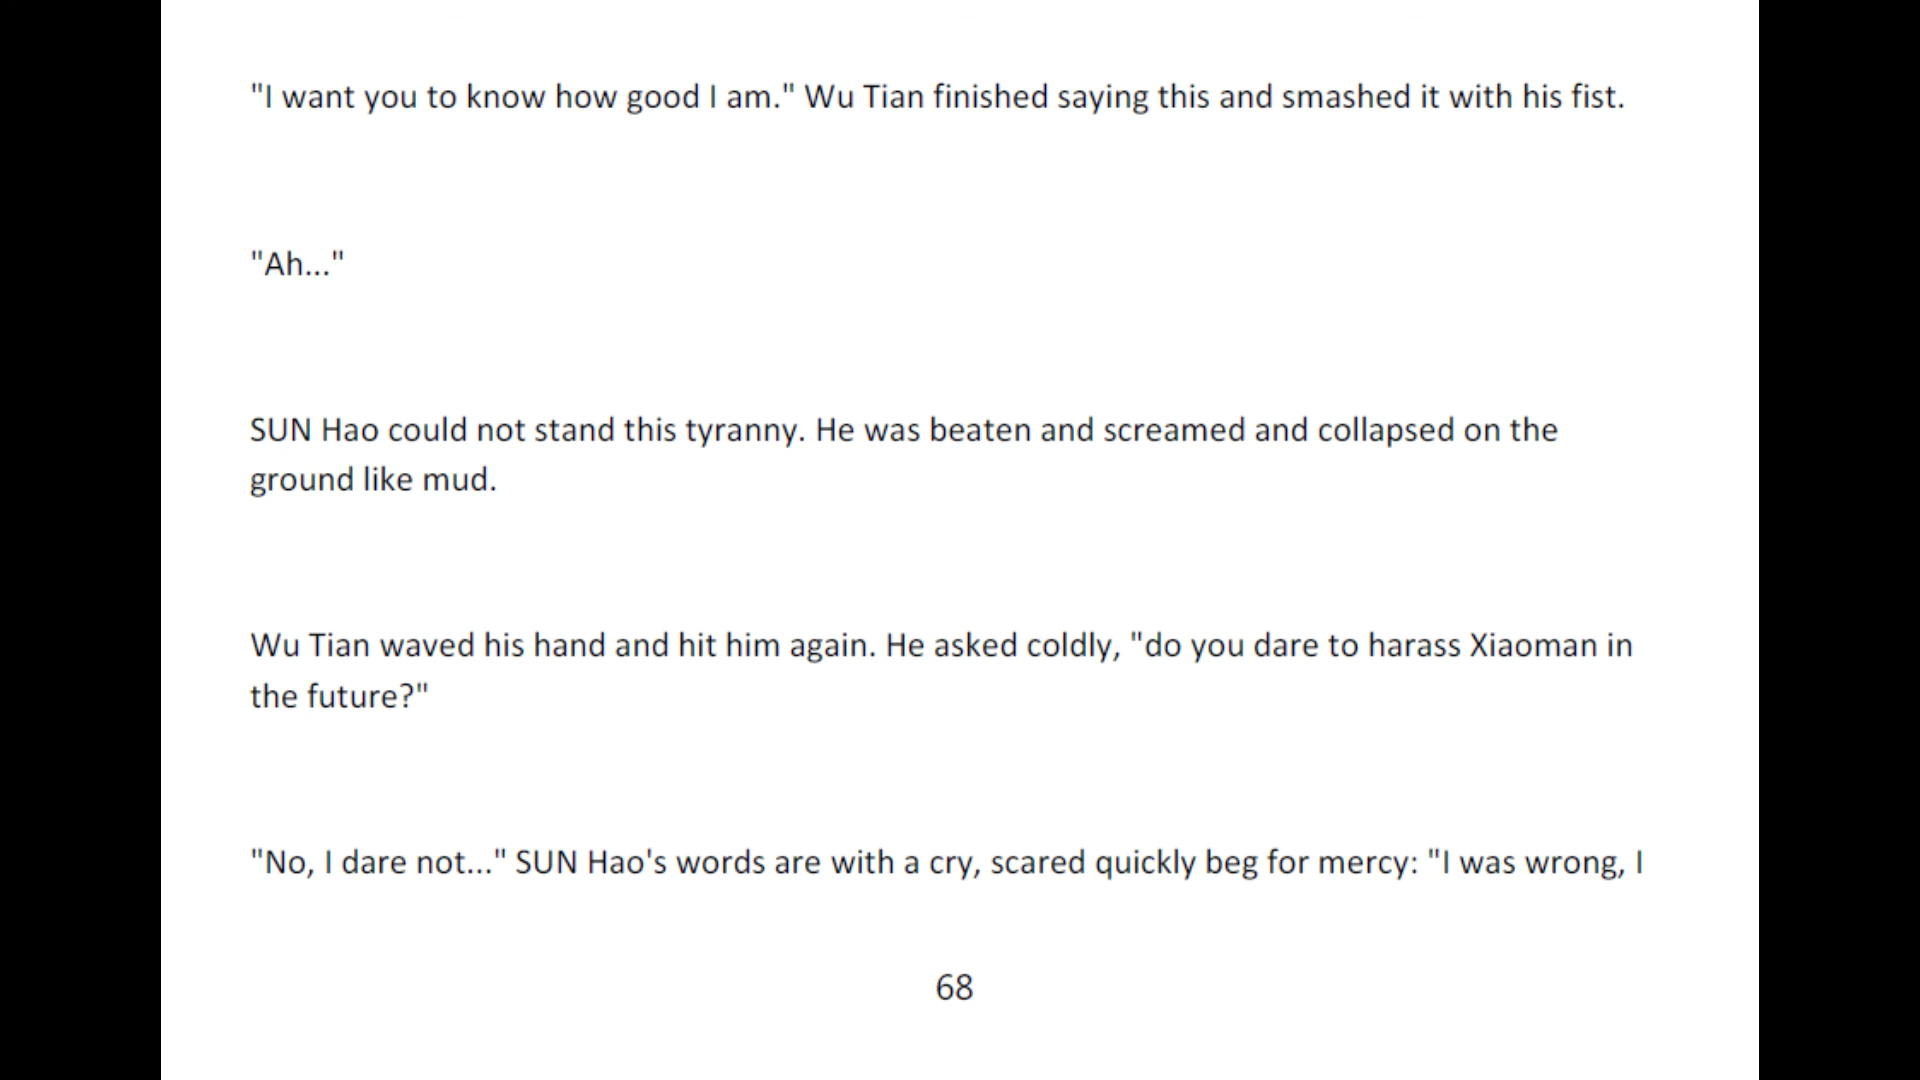 "I want you to know how good I am." Wu Tian finished saying this and smashed it with his fist.
"Ah..."
SUN Hao could not stand this tyranny. He was beaten and screamed and collapsed on the
ground like mud.
Wu Tian waved his hand and hit him again. He asked coldly, "do you dare to harass Xiaoman in
the future?"
"No, I dare not..." SUN Hao's words are with a cry, scared quickly beg for mercy: "I was wrong, I
68